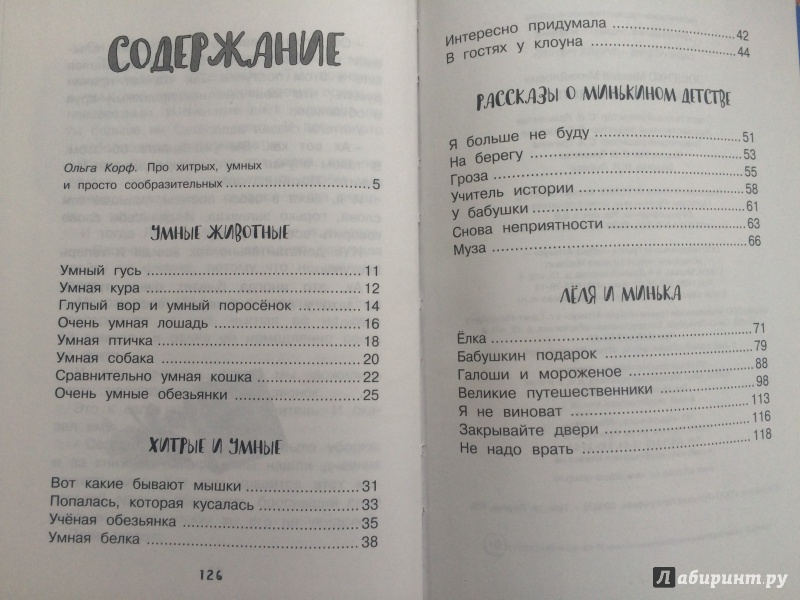 СОДЕРЖАНИЕ
Ольга Корф. Про хитрых, умных
и просто сообразительных ........ 5
УМНЫЕ ЖИВОТНЫЕ
Умный гусь ........ 11
Умная кура ........ 12
Глупый вор и умный поросёнок ........ 14
Очень умная лошадь ........ 16
Умная птичка ........ 18
Умная собака ........ 20
Сравнительно умная кошка ........ 22
Очень умные обезьянки ........ 25
ХИТРЫЕ И УМНЫЕ
Вот какие бывают мышки ........ 31
Попалась, которая кусалась ........ 33
Учёная обезьянка ........ 35
Умная белка ........ 38
126
Интересно придумала ........ 42
В гостях у клоуна ........ 44
РАССКАЗЫ О МИНЬКИНОМ ДЕТСТВЕ
Я больше не буду ........ 51
На берегу ........ 53
Гроза ........ 55
Учитель истории ........ 58
У бабушки ........ 61
Снова неприятности ........ 63
Муза ........ 66
ЛЁЛЯ И МИНЬКА
Ёлка ........ 71
Бабушкин подарок ........ 79
Галоши и мороженое ........ 88
Великие путешественники ........ 98
Я не виноват ........ 113
Закрывайте двери ........ 116
Не надо врать ........ 118
Лабиринт.ру